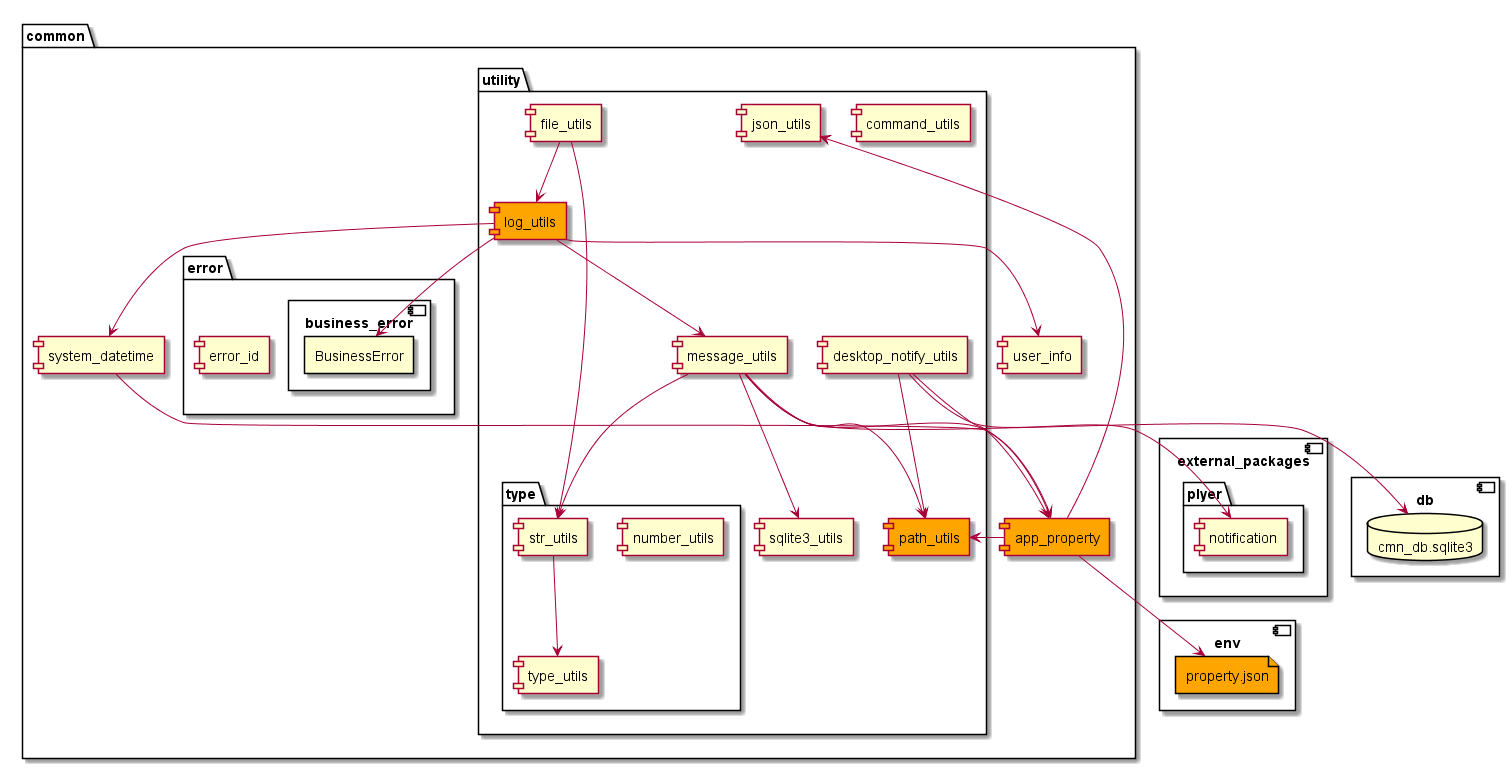 common
utility
file_utils
json_utils
command_utils
log_utils
error
business_error
system_datetime
error_id
BusinessError
message_utils
desktop_notify_utils
user_info
external_packages
type
plyer
db
str_utils
number_utils
sqlite3_utils
path_utils
app_property
notification
cmn_db.sqlite3
env
type_utils
property.json